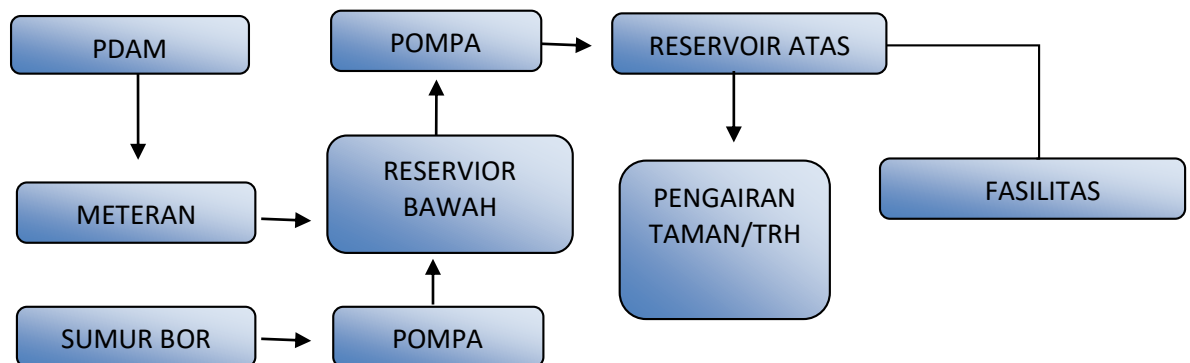 PDAM
POMPA
RESERVOIR ATAS
METERAN
RESERVIOR
BAWAH
PENGAIRAN
TAMAN/TRH
FASILITAS
SUMUR BOR
POMPA